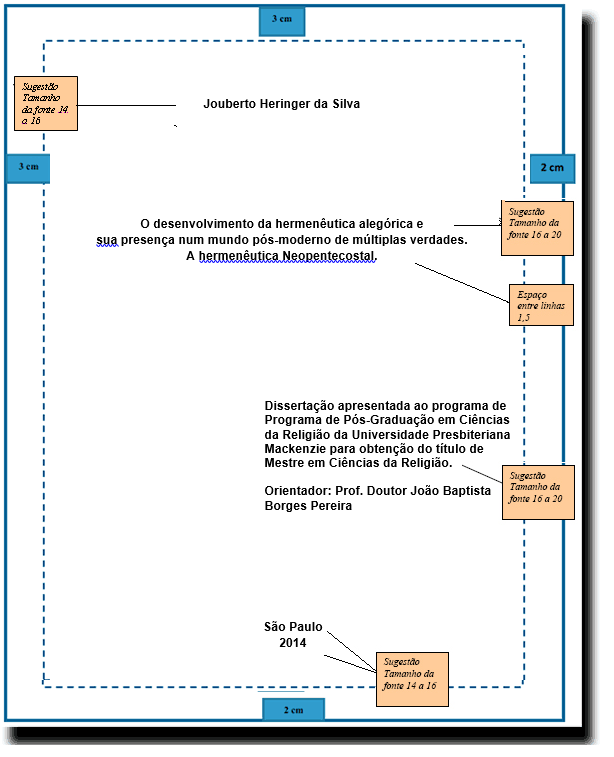 3 cm
Sugestão
Tamanho
da fonte 14
a 16
Jouberto Heringer da Silva
3 cm
2 cm
O desenvolvimento da hermenêutica alegórica e
sua presença num mundo pós-moderno de múltiplas verdades.
A hermenêutica Neopentecostal.
Sugestão
Tamanho da
fonte 16 a 20
Espaço
entre linhas
1,5
Dissertação apresentada ao programa de
Programa de Pós-Graduação em Ciências
da Religião da Universidade Presbiteriana
Mackenzie para obtenção do título de
Mestre em Ciências da Religião.
Orientador: Prof. Doutor João Baptista
Borges Pereira
Sugestão
Tamanho da
fonte 16 a 20
São Paulo
2014
Sugestão
Tamanho da
fonte 14 a 16
2 cm